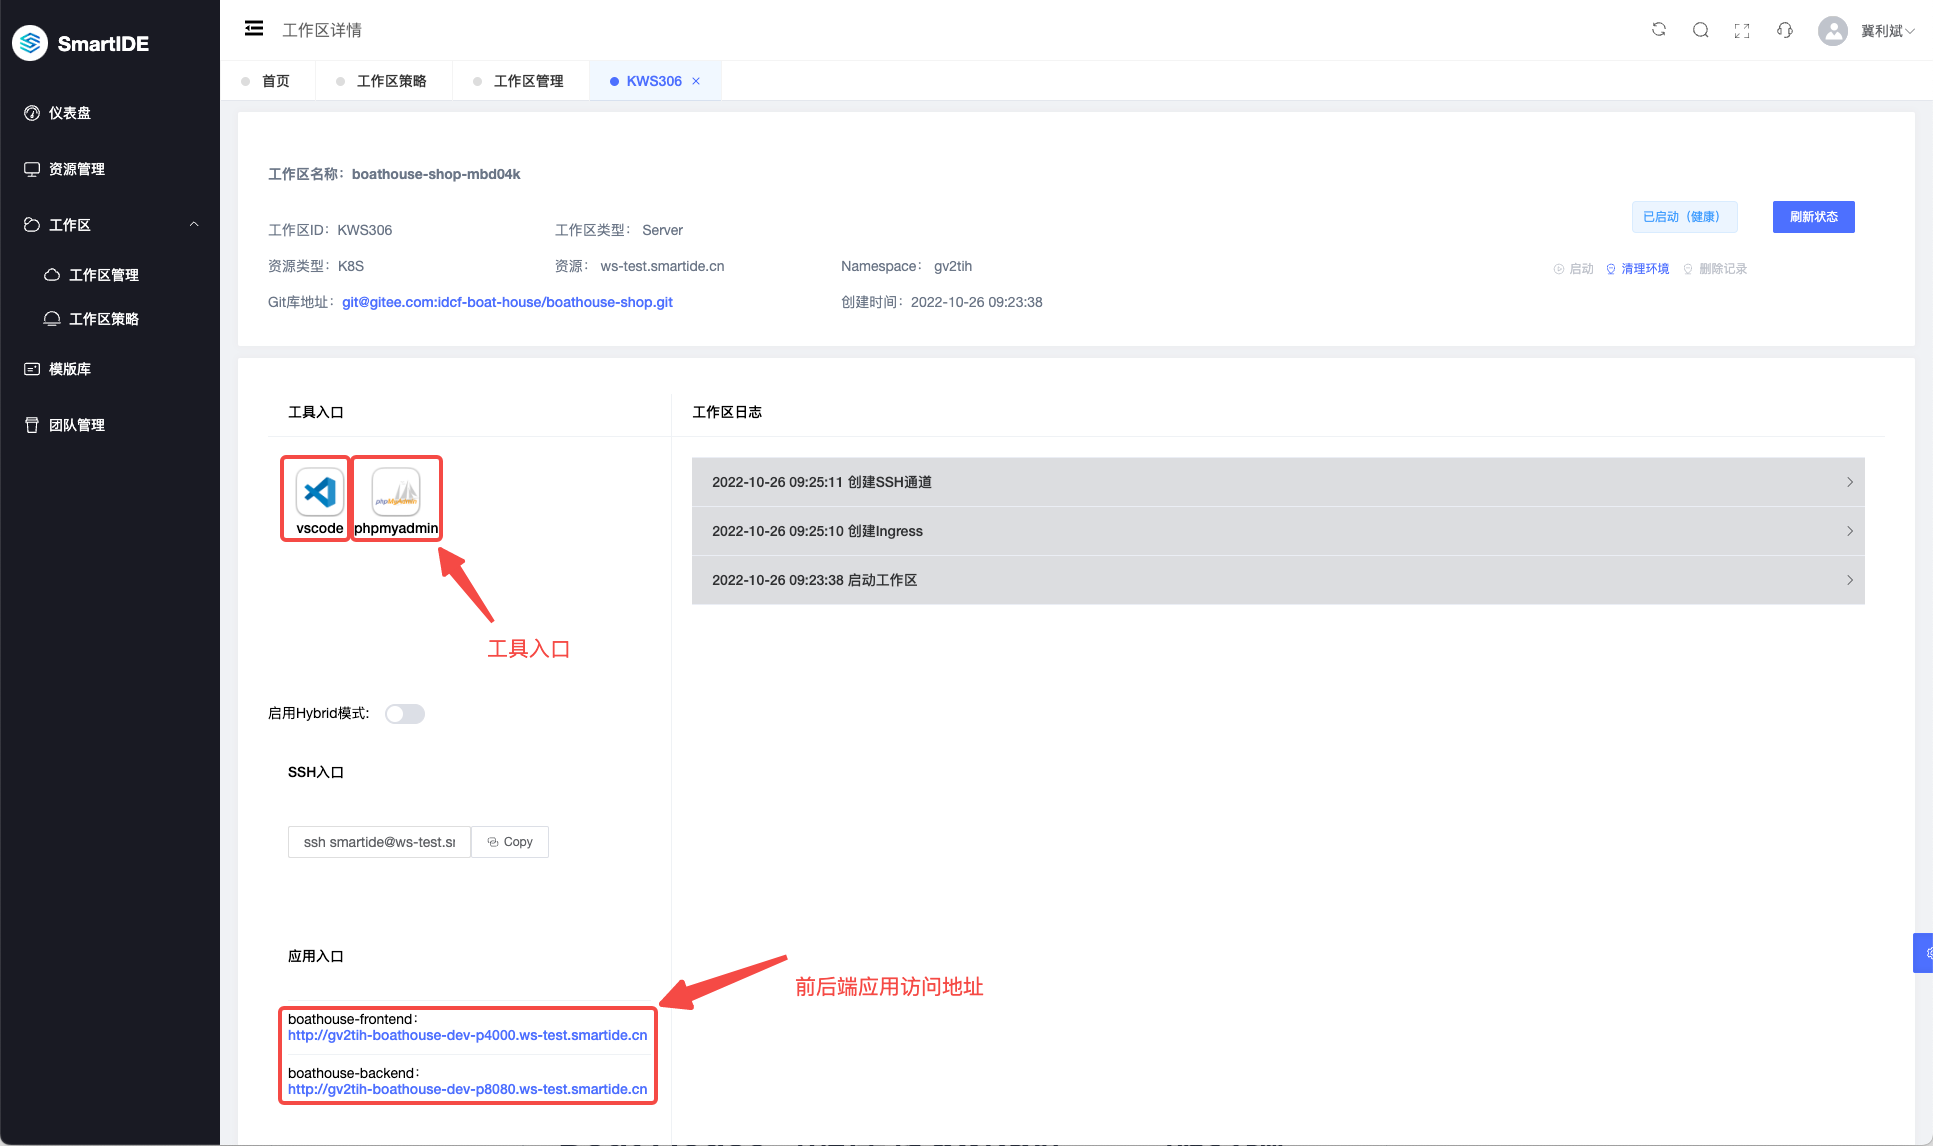 SmartIDE
工作区详情
冀利斌
仪表盘
资源管理
工作区
工作区管理
工作区策略
模版库
团队管理
首页
工作区策略
工作区管理
KWS306
工作区名称：boathouse-shop-mbd04k
工作区ID：KWS306
工作区类型： Server
资源类型：K8S
资源： ws-test.smartide.cn
Namespace： gv2tih
Git库地址：git@gitee.com:idcf-boat-house/boathouse-shop.git
创建时间：2022-10-26 09:23:38
已启动（健康）
刷新状态
启动
清理环境
删除记录
工具入口
vscode
phpMyAdmin
phpmyadmin
工具入口
启用Hybrid模式:
SSH入口
ssh smartide@ws-test.sr
Copy
应用入口
前后端应用访问地址
boathouse-frontend：
http://gv2tih-boathouse-dev-p4000.ws-test.smartide.cn
boathouse-backend：
http://gv2tih-boathouse-dev-p8080.ws-test.smartide.cn
工作区日志
2022-10-26 09:25:11 创建SSH通道
2022-10-26 09:25:10 创建Ingress
2022-10-26 09:23:38 启动工作区